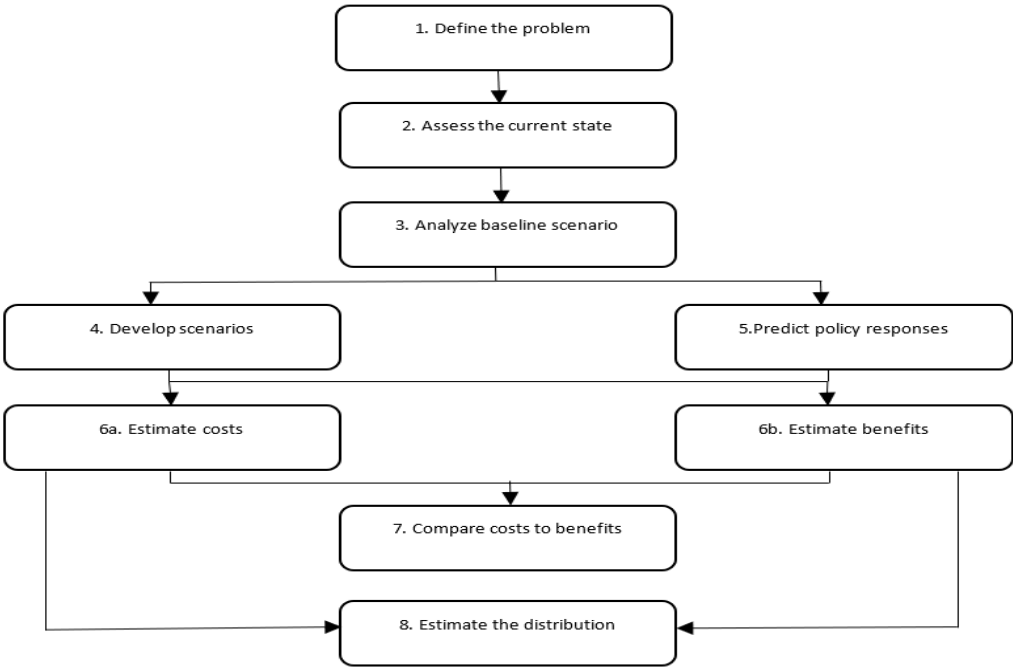 1. Define the problem
2. Assess the current state
3. Analyze baseline scenario
4. Develop scenarios
5.Predict policy responses
6a. Estimate costs
6b. Estimate benefits
7. Compare costs to benefits
8. Estimate the distribution